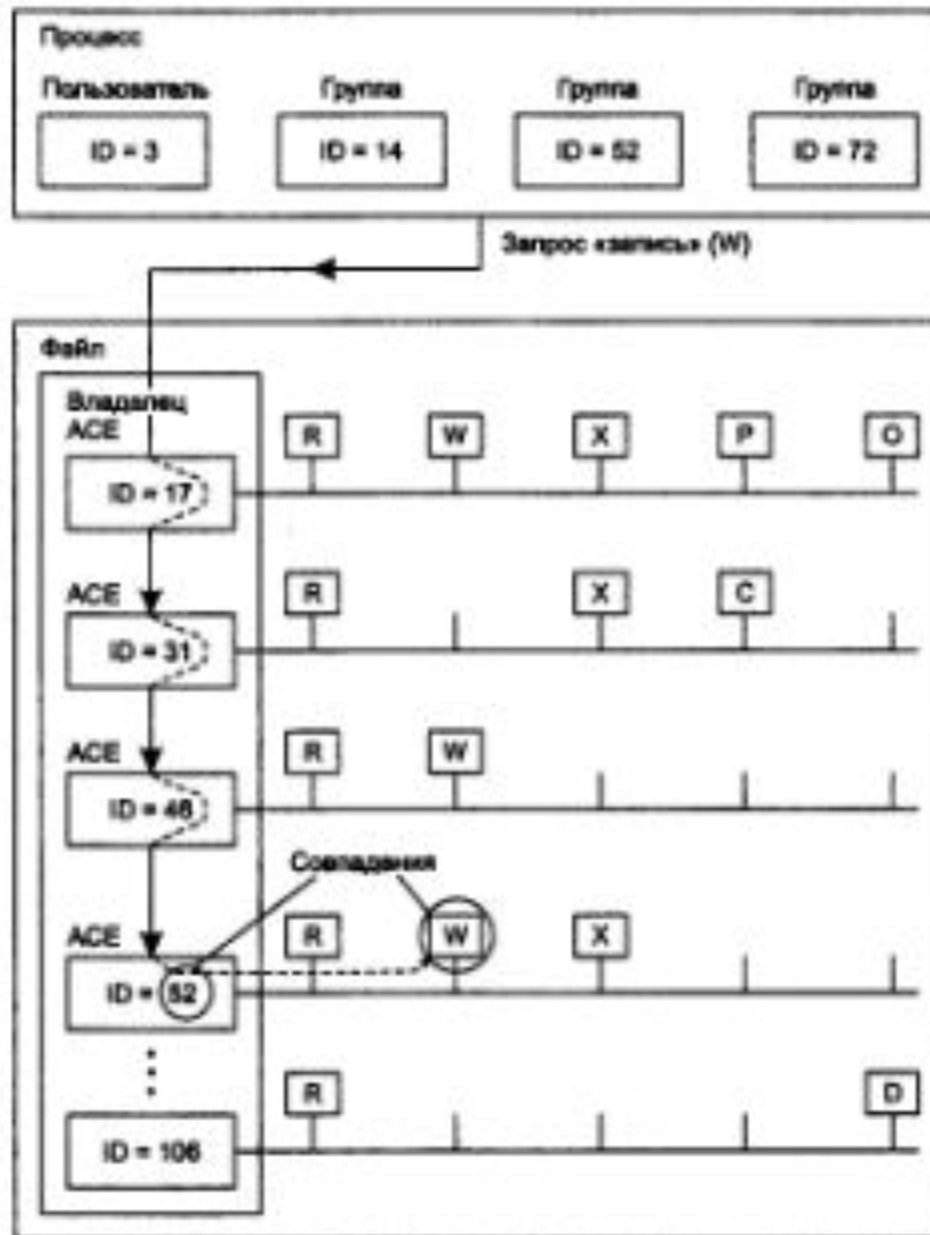 Процесс
Пользователь Группа Группа Группа
ID = 3 ID = 14 ID = 52 ID = 72
Запрос «запись» (W)
Файл
Владалец
ACE R W X P O
ID = 17
ACE R X C
ID = 31
ACE R W
ID = 46
Совпадения
ACE R W X
ID = 52
R D
ID = 106